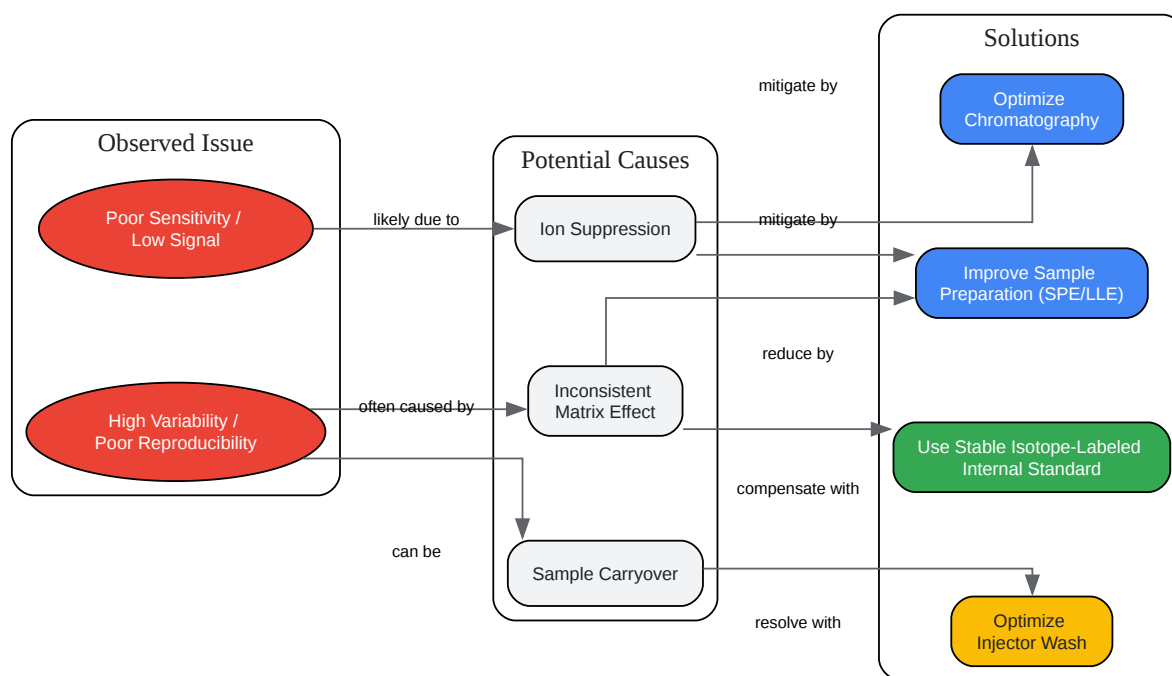 Observed Issue
Poor Sensitivity /
Low Signal
High Variability /
Poor Reproducibility
likely due to
often caused by
can be
Potential Causes
Ion Suppression
Inconsistent
Matrix Effect
Sample Carryover
mitigate by
mitigate by
reduce by
compensate with
resolve with
Solutions
Optimize
Chromatography
Improve Sample
Preparation (SPE/LLE)
Use Stable Isotope-Labeled
Internal Standard
Optimize
Injector Wash